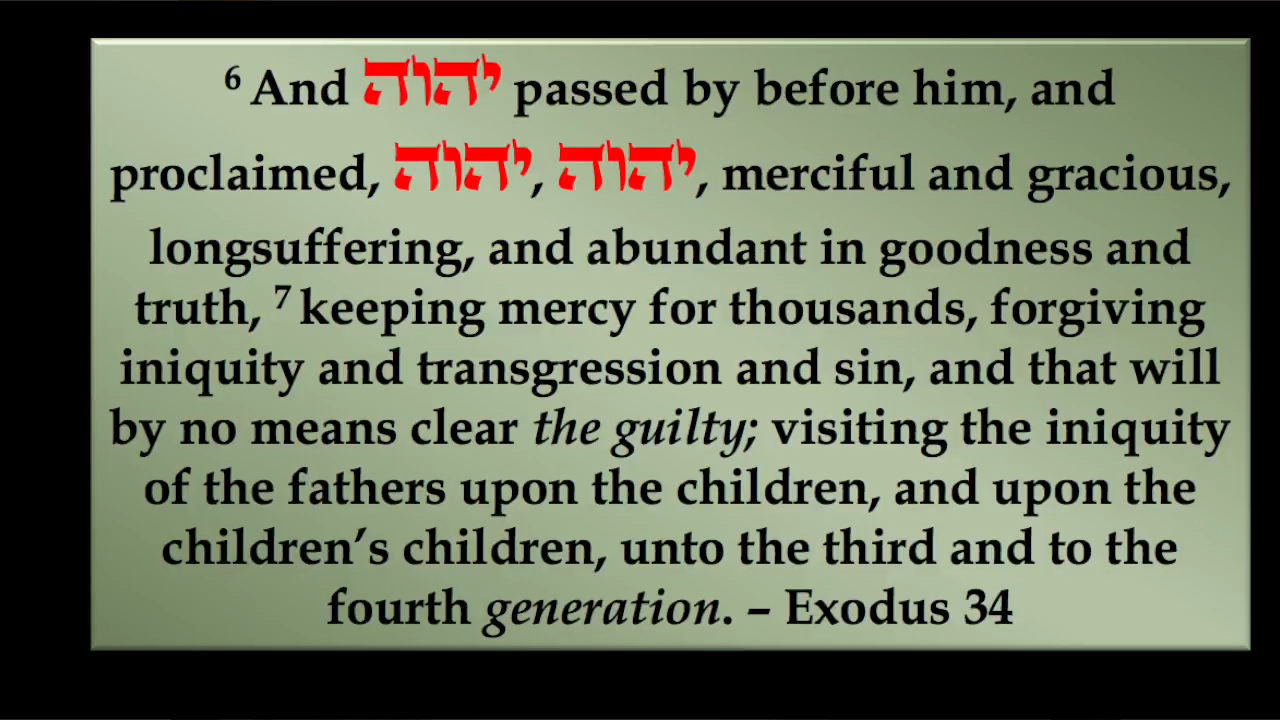 6 And יהוה passed by before him, and
proclaimed, יהוה, יהוה, merciful and gracious,
longsuffering, and abundant in goodness and
truth, 7 keeping mercy for thousands, forgiving
iniquity and transgression and sin, and that will
by no means clear the guilty; visiting the iniquity
of the fathers upon the children, and upon the
children’s children, unto the third and to the
fourth generation. – Exodus 34